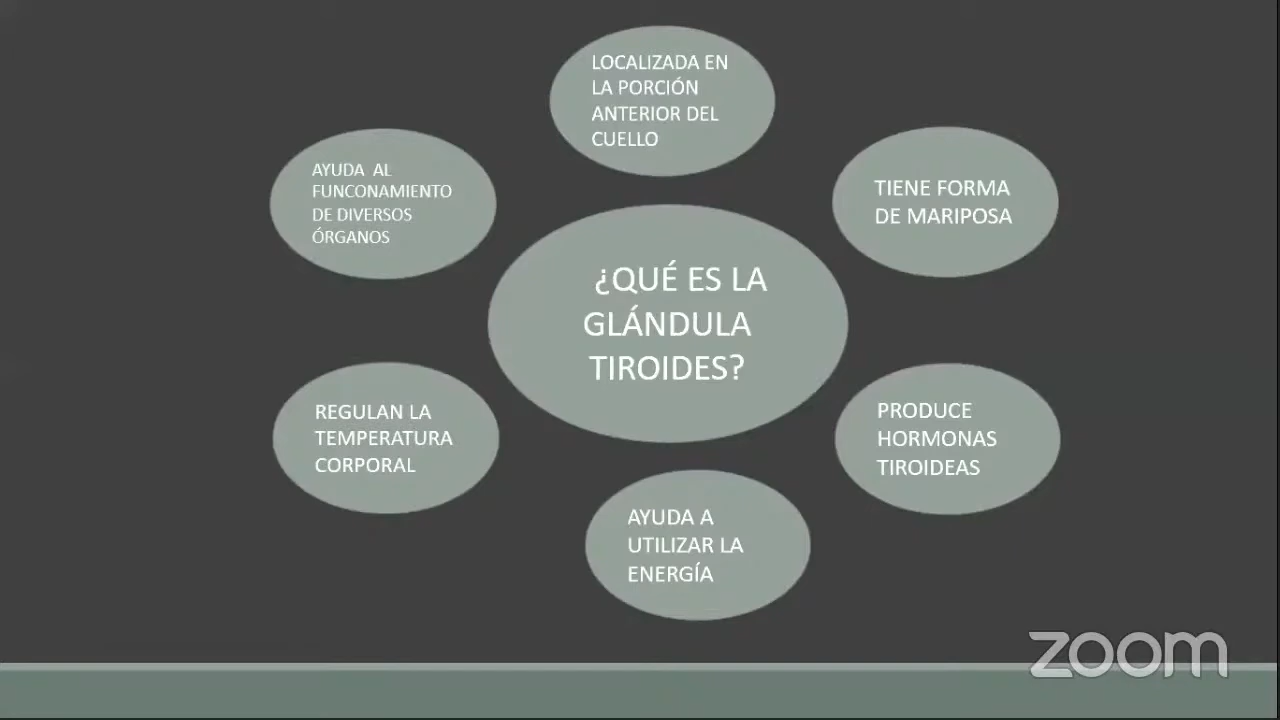 LOCALIZADA EN
LA PORCIÓN
ANTERIOR DEL
CUELLO
AYUDA AL
FUNCONAMIENTO
DE DIVERSOS
ÓRGANOS
TIENE FORMA
DE MARIPOSA
¿QUÉ ES LA
GLÁNDULA
TIROIDES?
REGULAN LA
TEMPERATURA
CORPORAL
PRODUCE
HORMONAS
TIROIDEAS
AYUDA A
UTILIZAR LA
ENERGÍA
zoom